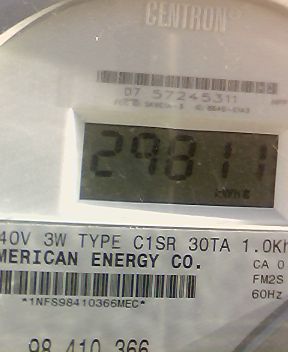 CENTRON®
07 57245311
29811
kWh
40V 3W TYPE C1SR 30TA 1.0Kh
MERICAN ENERGY CO.
CA 0
FM2S
60Hz
*1NFS98410366MEC*
98 410 366